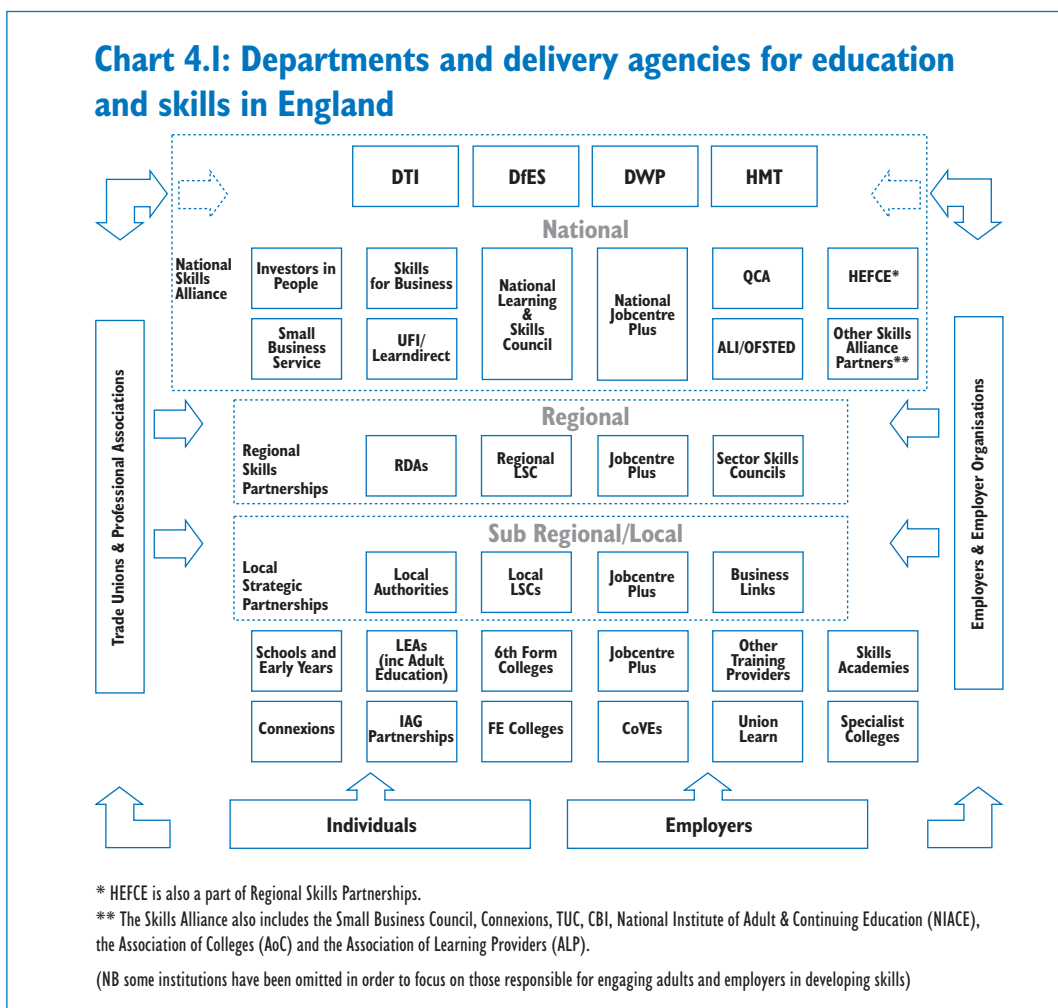 Chart 4.1: Departments and delivery agencies for education
and skills in England
DTI
DfES
DWP
HMT
National
National
Skills
Alliance
Investors in
People
Skills
for Business
National
Learning
&
Skills
Council
National
Jobcentre
Plus
QCA
HEFCE*
Small
Business
Service
UFI/
Learndirect
ALI/OFSTED
Other Skills
Alliance
Partners**
Trade Unions & Professional Associations
Employers & Employer Organisations
Regional
Regional
Skills
Partnerships
RDAs
Regional
LSC
Jobcentre
Plus
Sector Skills
Councils
Sub Regional/Local
Local
Strategic
Partnerships
Local
Authorities
Local
LSCs
Jobcentre
Plus
Business
Links
Schools and
Early Years
LEAs
(inc Adult
Education)
6th Form
Colleges
Jobcentre
Plus
Other
Training
Providers
Skills
Academies
Connexions
IAG
Partnerships
FE Colleges
CoVEs
Union
Learn
Specialist
Colleges
Individuals
Employers
* HEFCE is also a part of Regional Skills Partnerships.
** The Skills Alliance also includes the Small Business Council, Connexions, TUC, CBI, National Institute of Adult & Continuing Education (NIACE),
the Association of Colleges (AoC) and the Association of Learning Providers (ALP).
(NB some institutions have been omitted in order to focus on those responsible for engaging adults and employers in developing skills)